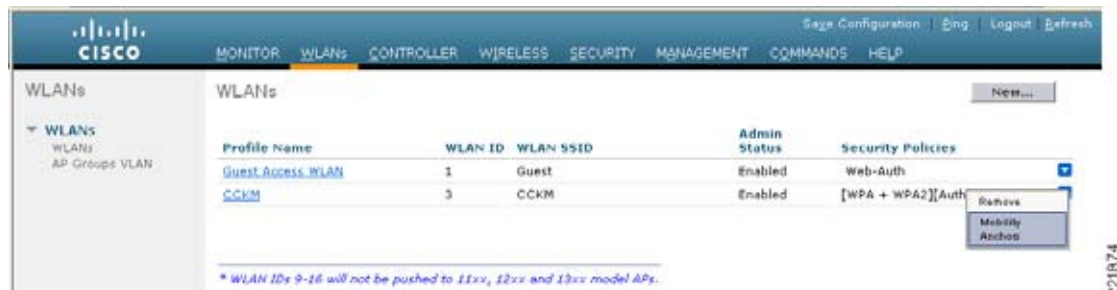 Save Configuration | Ping | Logout | Refresh
CISCO
MONITOR WLANs CONTROLLER WIRELESS SECURITY MANAGEMENT COMMANDS HELP
WLANs
WLANs
New...
WLANs
WLANs
AP Groups VLAN
Profile Name WLAN ID WLAN SSID Admin Status Security Policies
Guest Access WLAN 1 Guest Enabled Web-Auth
CCKM 3 CCKM Enabled [WPA + WPA2][Auth
Remove
Mobility
Anchors
* WLAN IDs 9-16 will not be pushed to 11xx, 12xx and 13xx model APs.